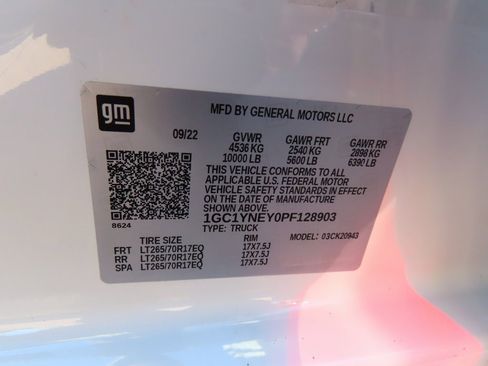 gm
MFD BY GENERAL MOTORS LLC
09/22 GVWR GAWR FRT GAWR RR
4536 KG 2540 KG 2898 KG
10000 LB 5600 LB 6390 LB
THIS VEHICLE CONFORMS TO ALL
APPLICABLE U.S. FEDERAL MOTOR
VEHICLE SAFETY STANDARDS IN EFFECT
ON THE DATE OF MANUFACTURE
SHOWN ABOVE.
8624
1GC1YNEY0PF128903
TYPE: TRUCK MODEL: 03CK20943
TIRE SIZE RIM
FRT LT265/70R17EQ 17X7.5J
RR LT265/70R17EQ 17X7.5J
SPA LT265/70R17EQ 17X7.5J